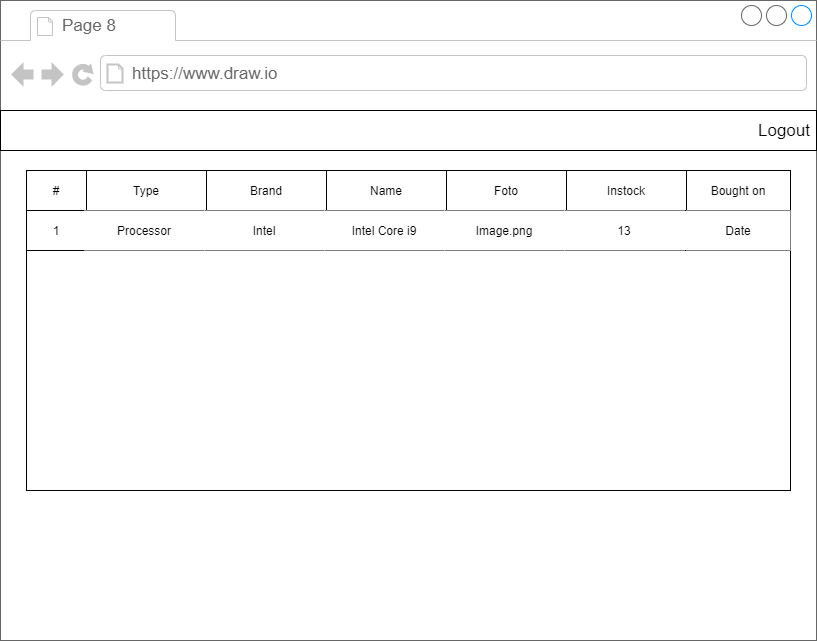 Page 8
https://www.draw.io
Logout
# Type Brand Name Foto Instock Bought on
1 Processor Intel Intel Core i9 Image.png 13 Date